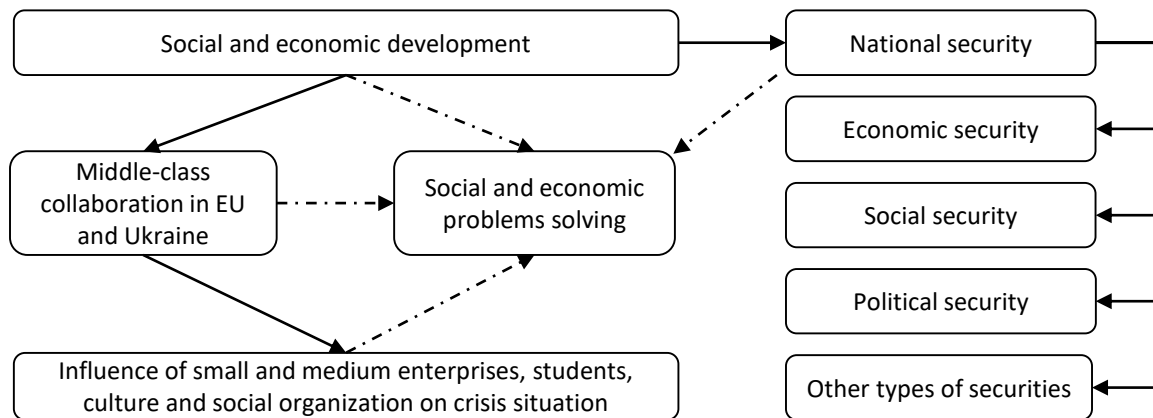 Social and economic development
National security
Economic security
Middle-class
collaboration in EU
and Ukraine
Social and economic
problems solving
Social security
Political security
Influence of small and medium enterprises, students,
culture and social organization on crisis situation
Other types of securities